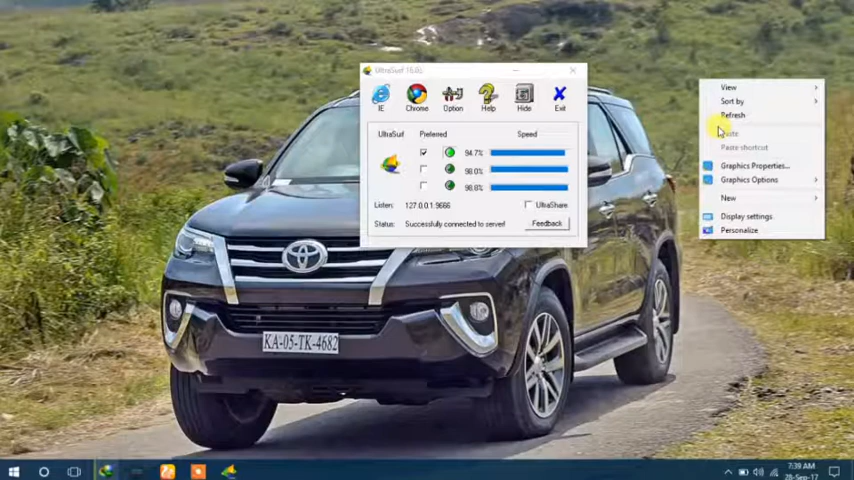 UltraSurf 16.0
IE
Chrome
Option
Help
Hide
Exit
UltraSurf
Preferred
Speed
94.7%
98.0%
98.8%
Listen: 127.0.0.1:9666
UltraShare
Status: Successfully connected to server!
Feedback
View
Sort by
Refresh
Paste
Paste shortcut
Graphics Properties...
Graphics Options
New
Display settings
Personalize
KA-05-TK-4682
7:39 AM
28-Sep-17